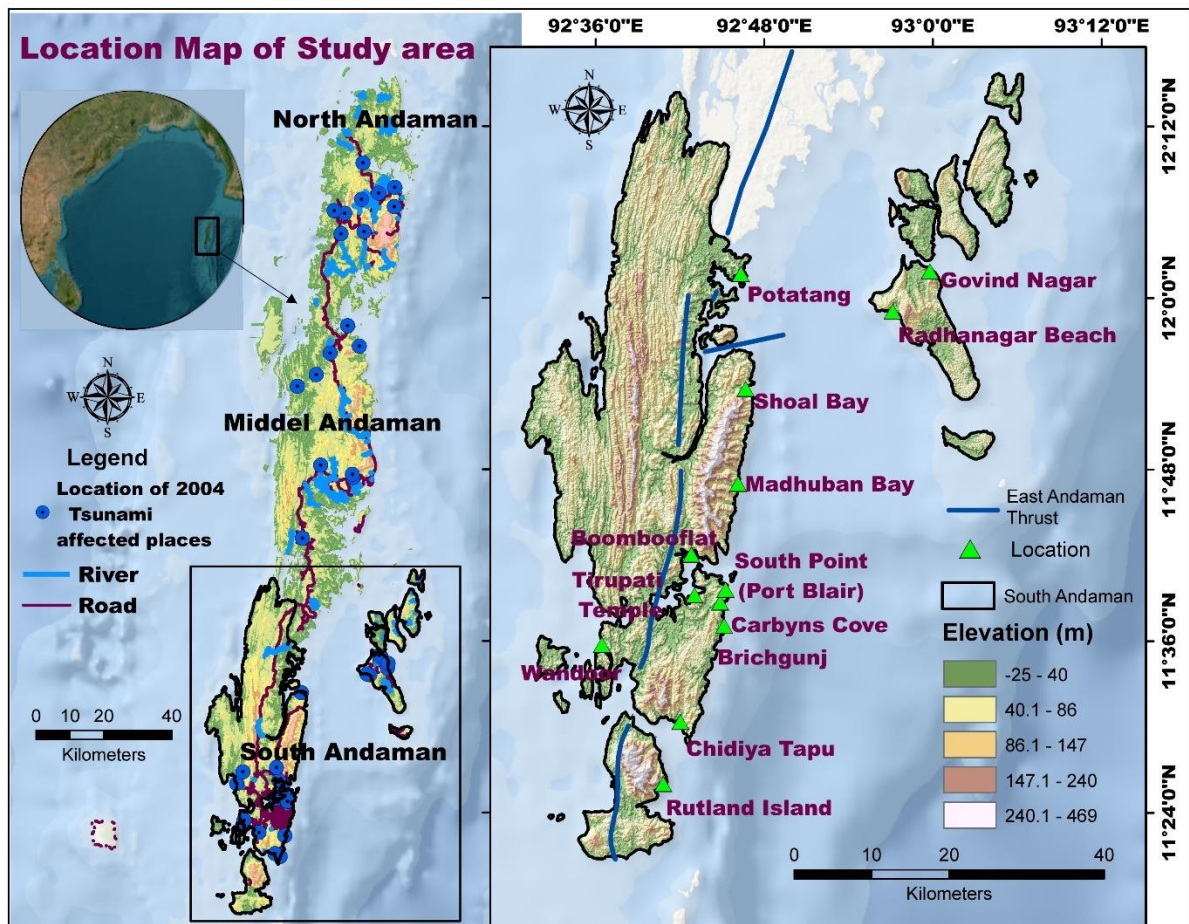 Location Map of Study area
North Andaman
Middel Andaman
South Andaman
N
W E
S
Legend
Location of 2004
Tsunami
affected places
River
Road
0 10 20 40
Kilometers
92°36'0"E 92°48'0"E 93°0'0"E 93°12'0"E
N
W E
S
12°12'0"N
12°0'0"N
11°48'0"N
11°36'0"N
11°24'0"N
Potatang
Govind Nagar
Radhanagar Beach
Shoal Bay
Madhuban Bay
Boombooflat
South Point
(Port Blair)
Tirupati
Temple
Carbyns Cove
Brichgunj
Wandoor
Chidiya Tapu
Rutland Island
East Andaman
Thrust
Location
South Andaman
Elevation (m)
-25 - 40
40.1 - 86
86.1 - 147
147.1 - 240
240.1 - 469
0 10 20 40
Kilometers